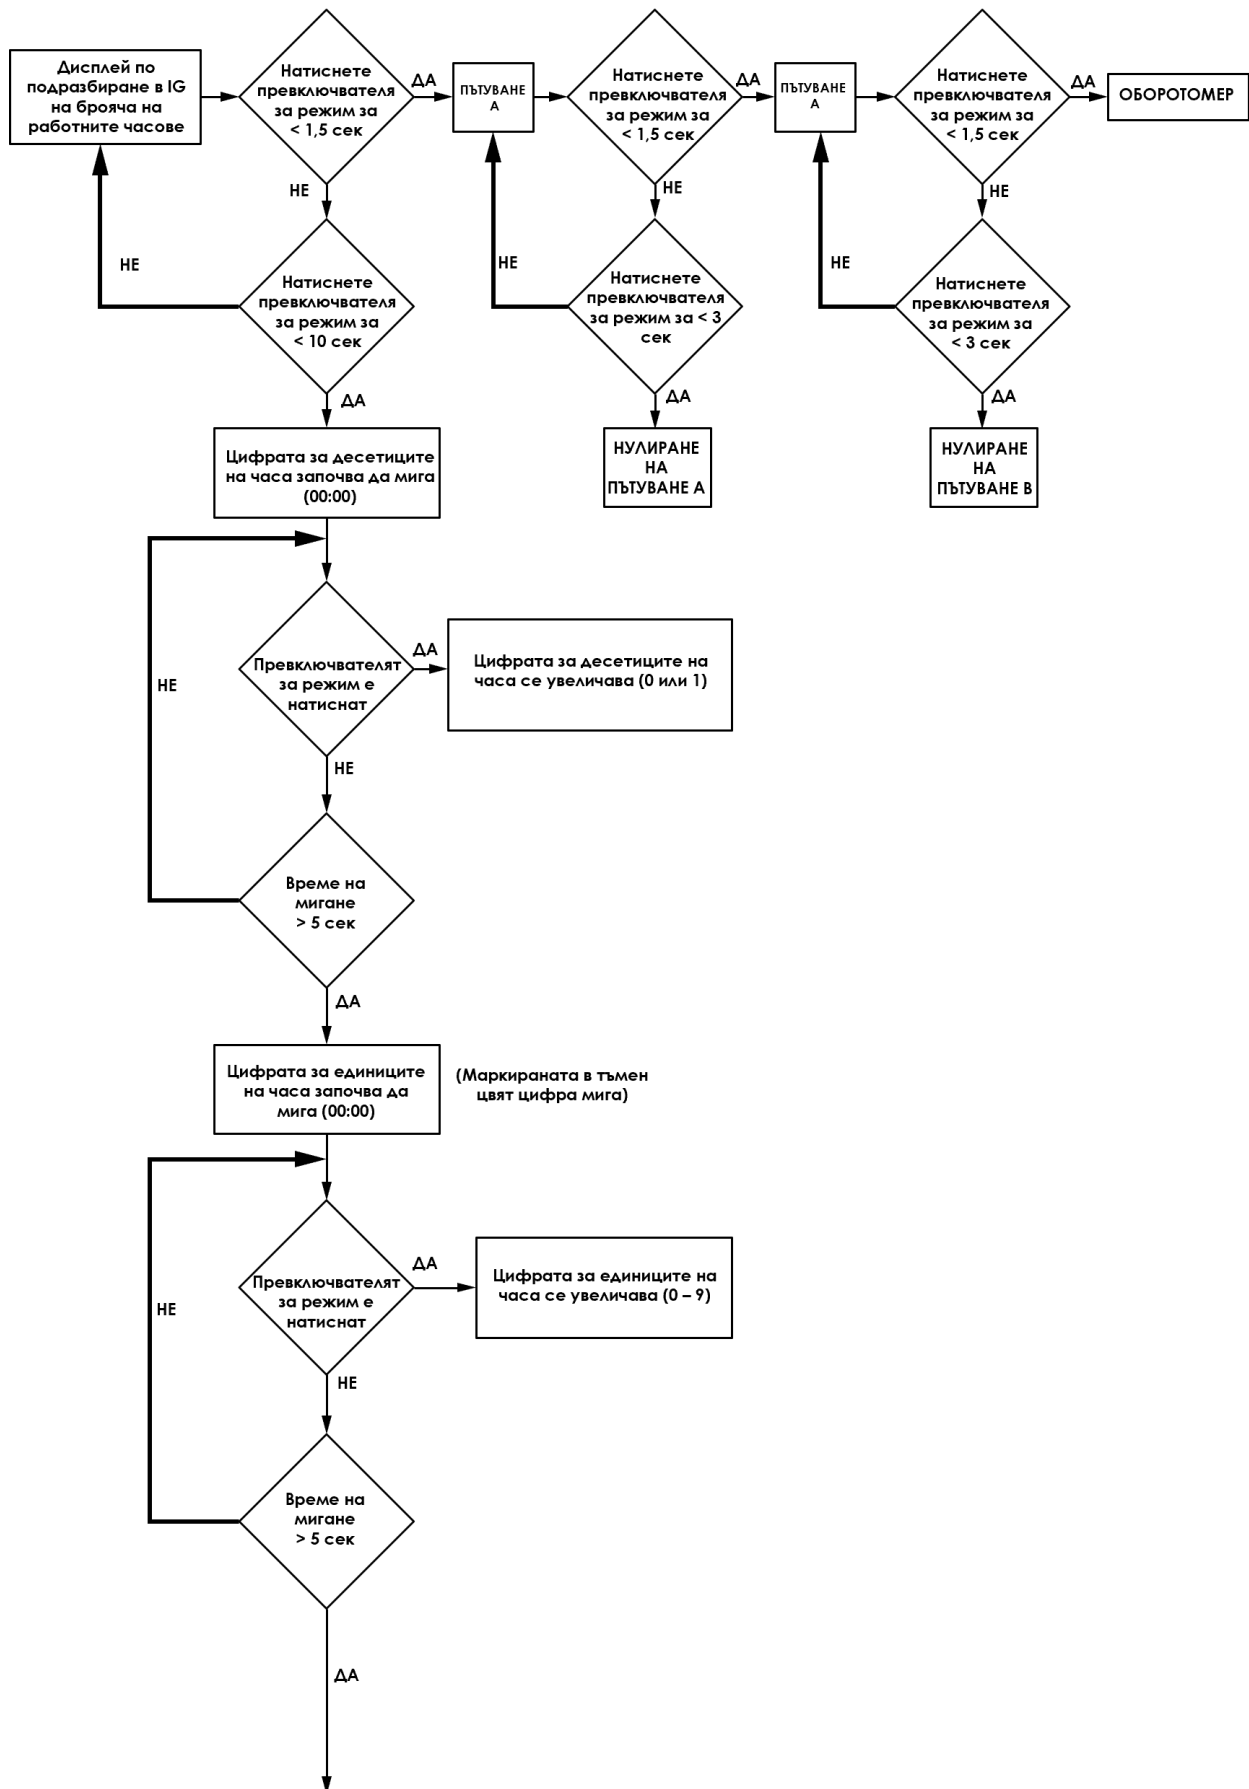 Дисплей по
подразбиране в IG
на брояча на
работните часове
Натиснете
превключвателя
за режим за
< 1,5 сек
ДА
ПЪТУВАНЕ
А
Натиснете
превключвателя
за режим за
< 1,5 сек
ДА
ПЪТУВАНЕ
А
Натиснете
превключвателя
за режим за
< 1,5 сек
ДА
ОБОРОТОМЕР
НЕ
НЕ
НЕ
НЕ
Натиснете
превключвателя
за режим за
< 10 сек
НЕ
Натиснете
превключвателя
за режим за < 3
сек
НЕ
Натиснете
превключвателя
за режим за
< 3 сек
ДА
ДА
ДА
Цифрата за десетиците
на часа започва да мига
(00:00)
НУЛИРАНЕ
НА
ПЪТУВАНЕ А
НУЛИРАНЕ
НА
ПЪТУВАНЕ В
НЕ
Превключвателят
за режим е
натиснат
ДА
Цифрата за десетиците на
часа се увеличава (0 или 1)
НЕ
Време на
мигане
> 5 сек
ДА
Цифрата за единиците
на часа започва да
мига (00:00)
(Маркираната в тъмен
цвят цифра мига)
НЕ
Превключвателят
за режим е
натиснат
ДА
Цифрата за единиците на
часа се увеличава (0 – 9)
НЕ
Време на
мигане
> 5 сек
ДА